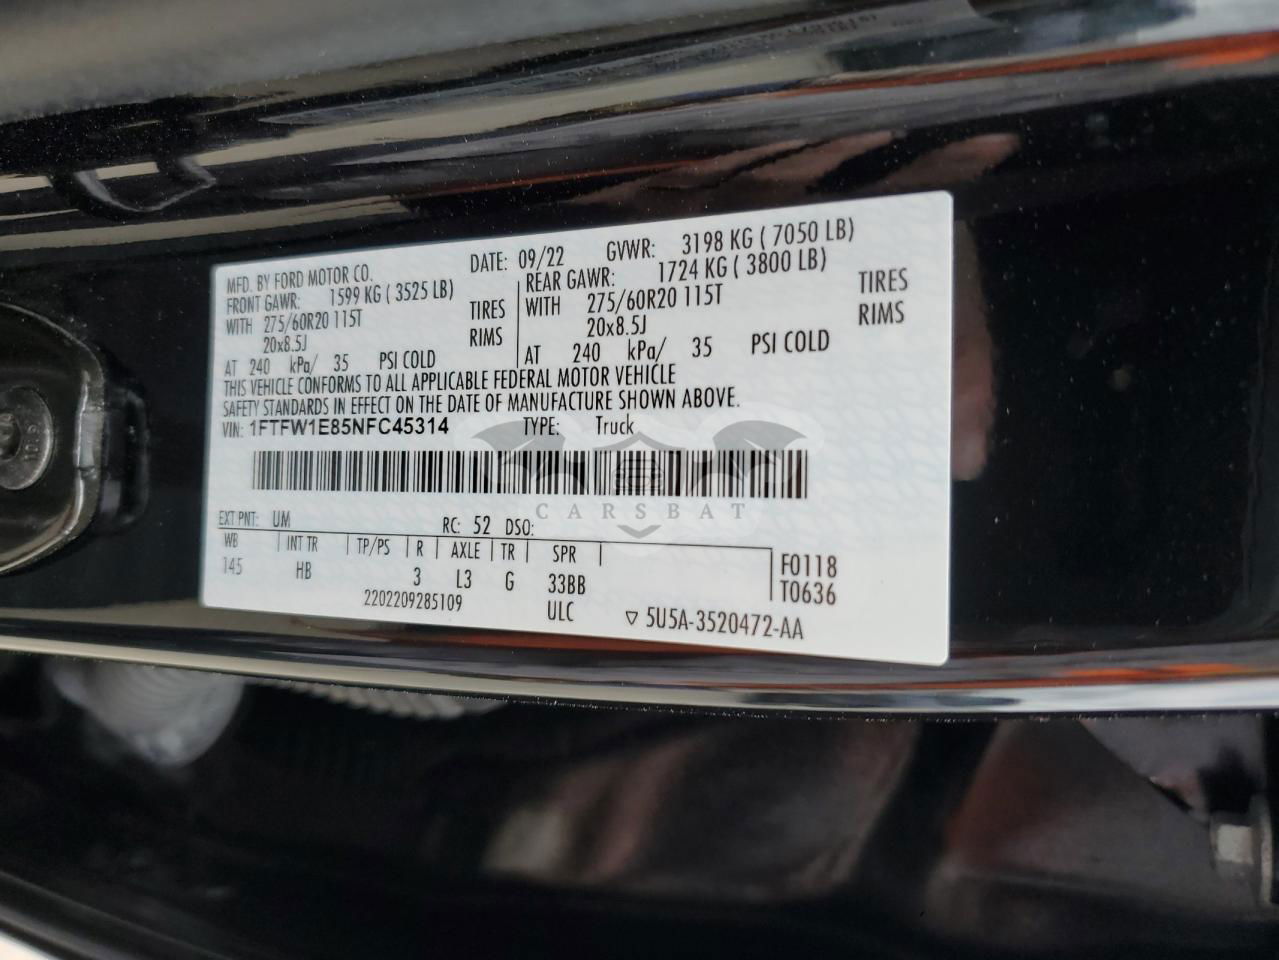 MFD. BY FORD MOTOR CO.
DATE: 09/22
GVWR: 3198 KG ( 7050 LB)
FRONT GAWR: 1599 KG ( 3525 LB)
REAR GAWR: 1724 KG ( 3800 LB)
WITH 275/60R20 115T TIRES
WITH 275/60R20 115T TIRES
20x8.5J RIMS
20x8.5J RIMS
AT 240 kPa/ 35 PSI COLD
AT 240 kPa/ 35 PSI COLD
THIS VEHICLE CONFORMS TO ALL APPLICABLE FEDERAL MOTOR VEHICLE
SAFETY STANDARDS IN EFFECT ON THE DATE OF MANUFACTURE SHOWN ABOVE.
VIN: 1FTFW1E85NFC45314 TYPE: Truck
CARSBAT
EXT PNT: UM RC: 52 DSO:
WB INT TR TP/PS R AXLE TR SPR
145 HB 3 L3 G 33BB
F0118
T0636
2202209285109 ULC ▽ 5U5A-3520472-AA